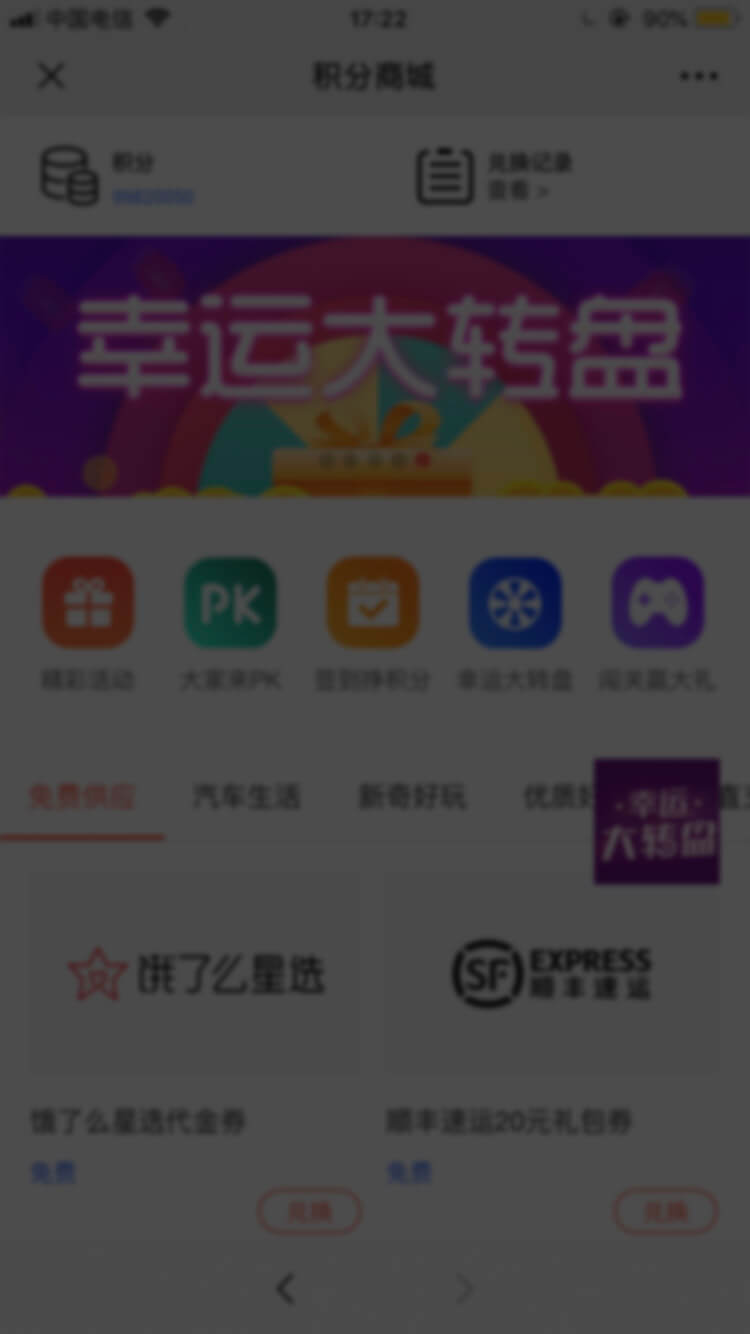 中国电信
17:22
90%
积分商城
积分
兑换记录
查看 >
幸运大转盘
PK
精彩活动
大家来PK
签到挣积分
幸运大转盘
闯关赢大礼
免费供应
汽车生活
新奇好玩
优质好
直
·幸运·
大转盘
饿了么星选
SF EXPRESS
顺丰速运
饿了么星选代金券
顺丰速运20元礼包券
免费
免费
兑换
兑换